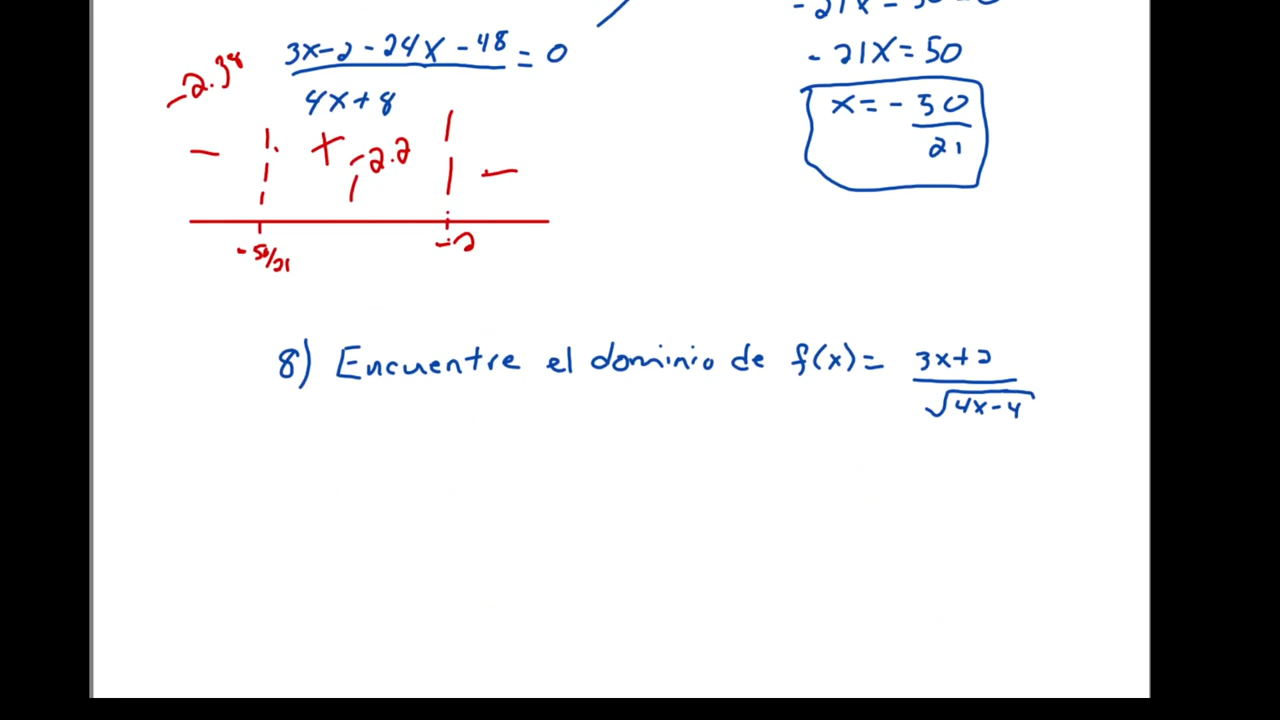 3x-2-24x-48 / 4x+8 = 0
-2.38
- + -2.2 -
-50/21 -2
-21x=50
x=-50/21
8) Encuentre el dominio de f(x)= 3x+2 / √4x-4